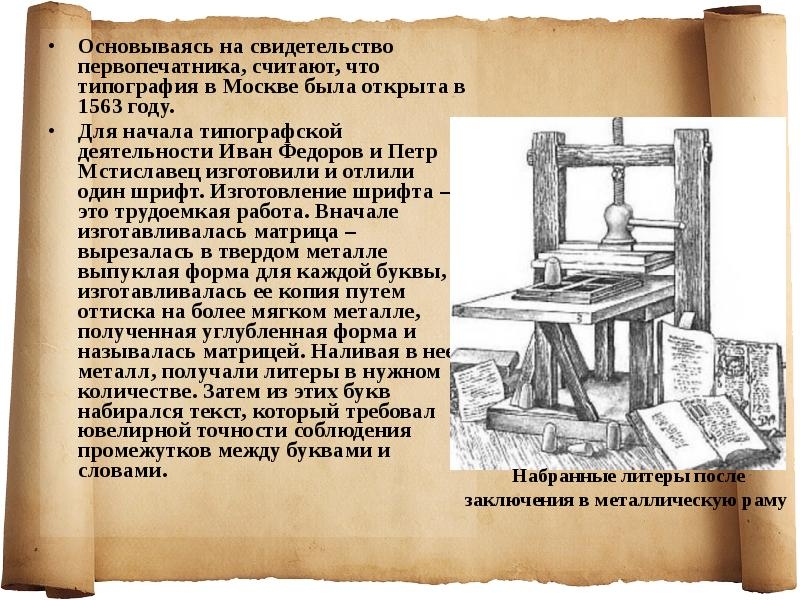 • Основываясь на свидетельство
первопечатника, считают, что
типография в Москве была открыта в
1563 году.
• Для начала типографской
деятельности Иван Федоров и Петр
Мстиславец изготовили и отлили
один шрифт. Изготовление шрифта –
это трудоемкая работа. Вначале
изготавливалась матрица –
вырезалась в твердом металле
выпуклая форма для каждой буквы,
изготавливалась ее копия путем
оттиска на более мягком металле,
полученная углубленная форма и
называлась матрицей. Наливая в нее
металл, получали литеры в нужном
количестве. Затем из этих букв
набирался текст, который требовал
ювелирной точности соблюдения
промежутков между буквами и
словами.
Набранные литеры после
заключения в металлическую раму